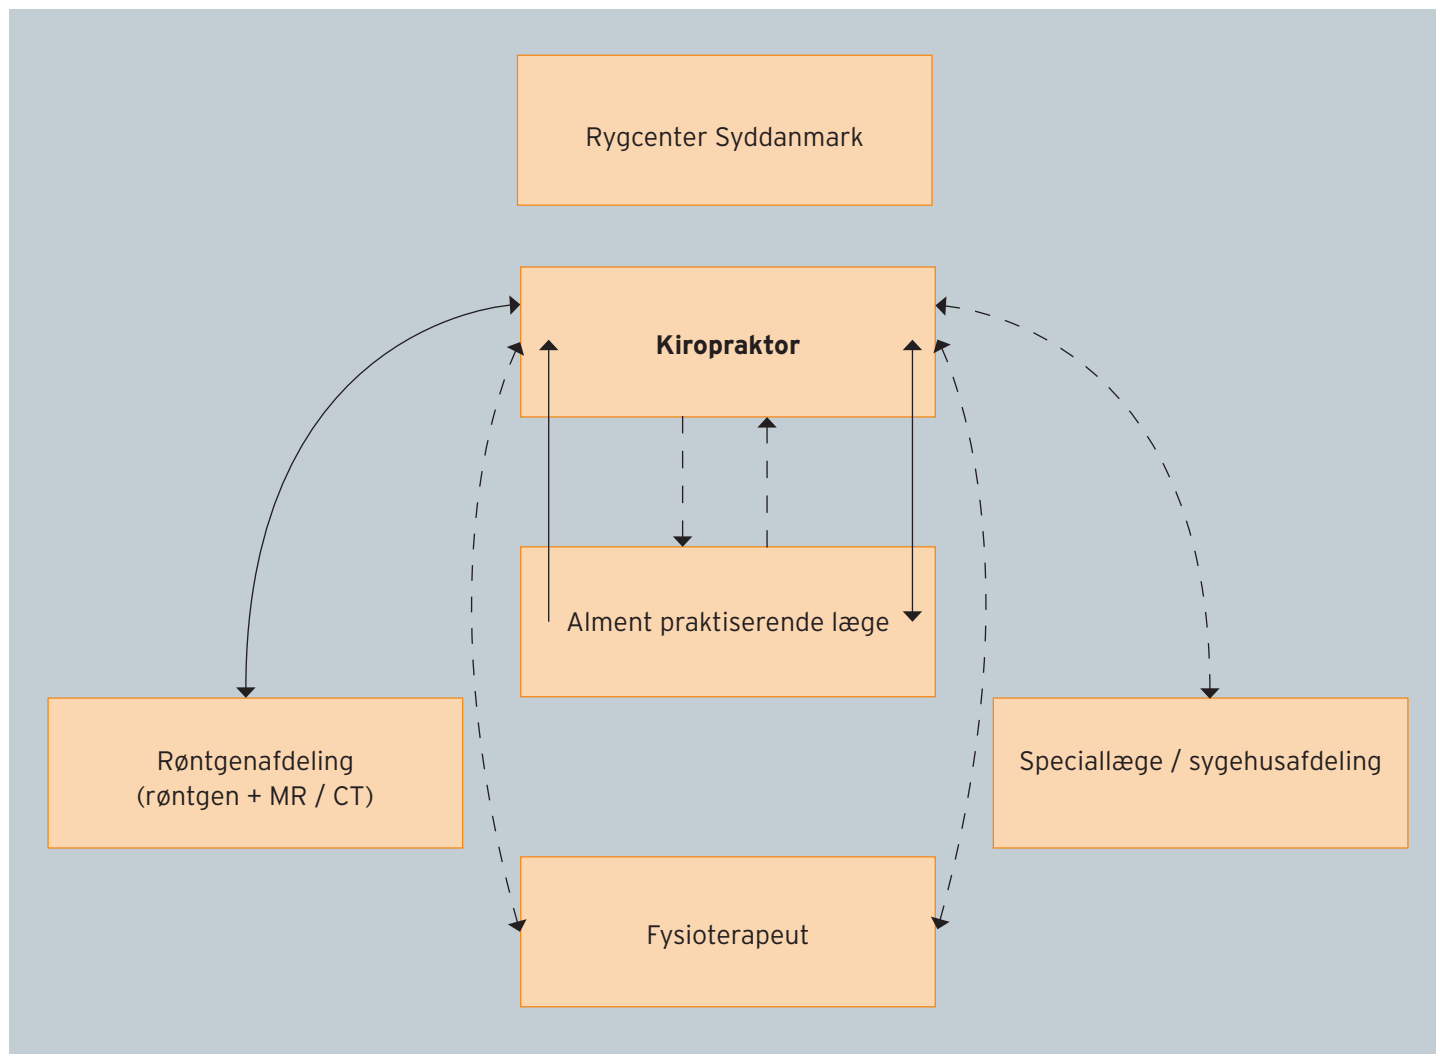 Rygcenter Syddanmark
Kiropraktor
Alment praktiserende læge
Røntgenafdeling
(røntgen + MR / CT)
Speciallæge / sygehusafdeling
Fysioterapeut